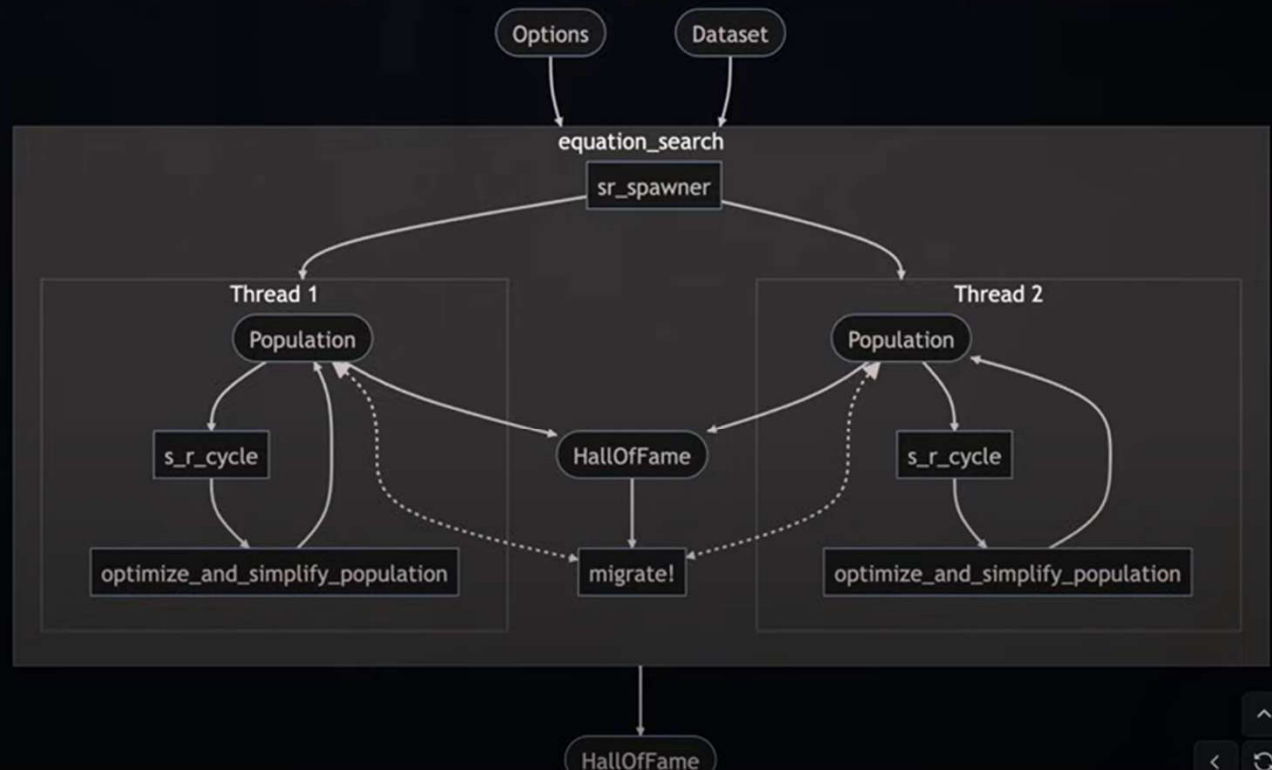 Options
Dataset
equation_search
sr_spawner
Thread 1
Thread 2
Population
Population
s_r_cycle
HallOfFame
s_r_cycle
optimize_and_simplify_population
migrate!
optimize_and_simplify_population
HallOfFame